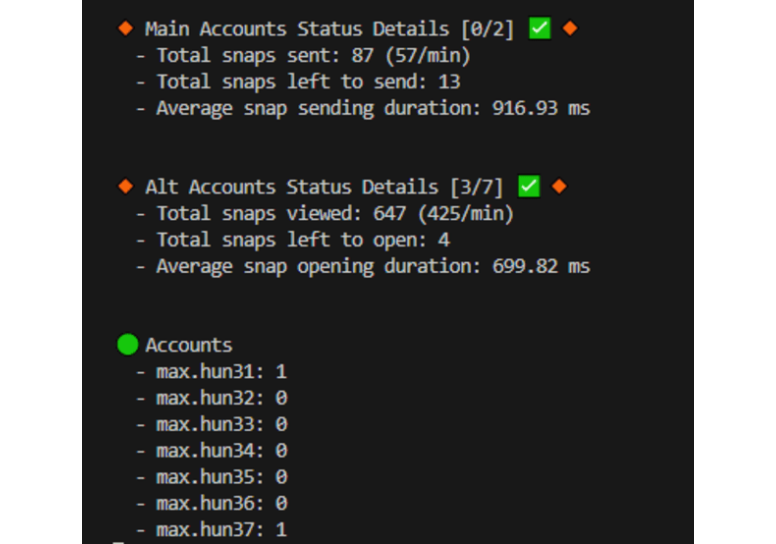 🔸 Main Accounts Status Details [0/2] ✅ 🔸
- Total snaps sent: 87 (57/min)
- Total snaps left to send: 13
- Average snap sending duration: 916.93 ms
🔸 Alt Accounts Status Details [3/7] ✅ 🔸
- Total snaps viewed: 647 (425/min)
- Total snaps left to open: 4
- Average snap opening duration: 699.82 ms
🟢 Accounts
- max.hun31: 1
- max.hun32: 0
- max.hun33: 0
- max.hun34: 0
- max.hun35: 0
- max.hun36: 0
- max.hun37: 1